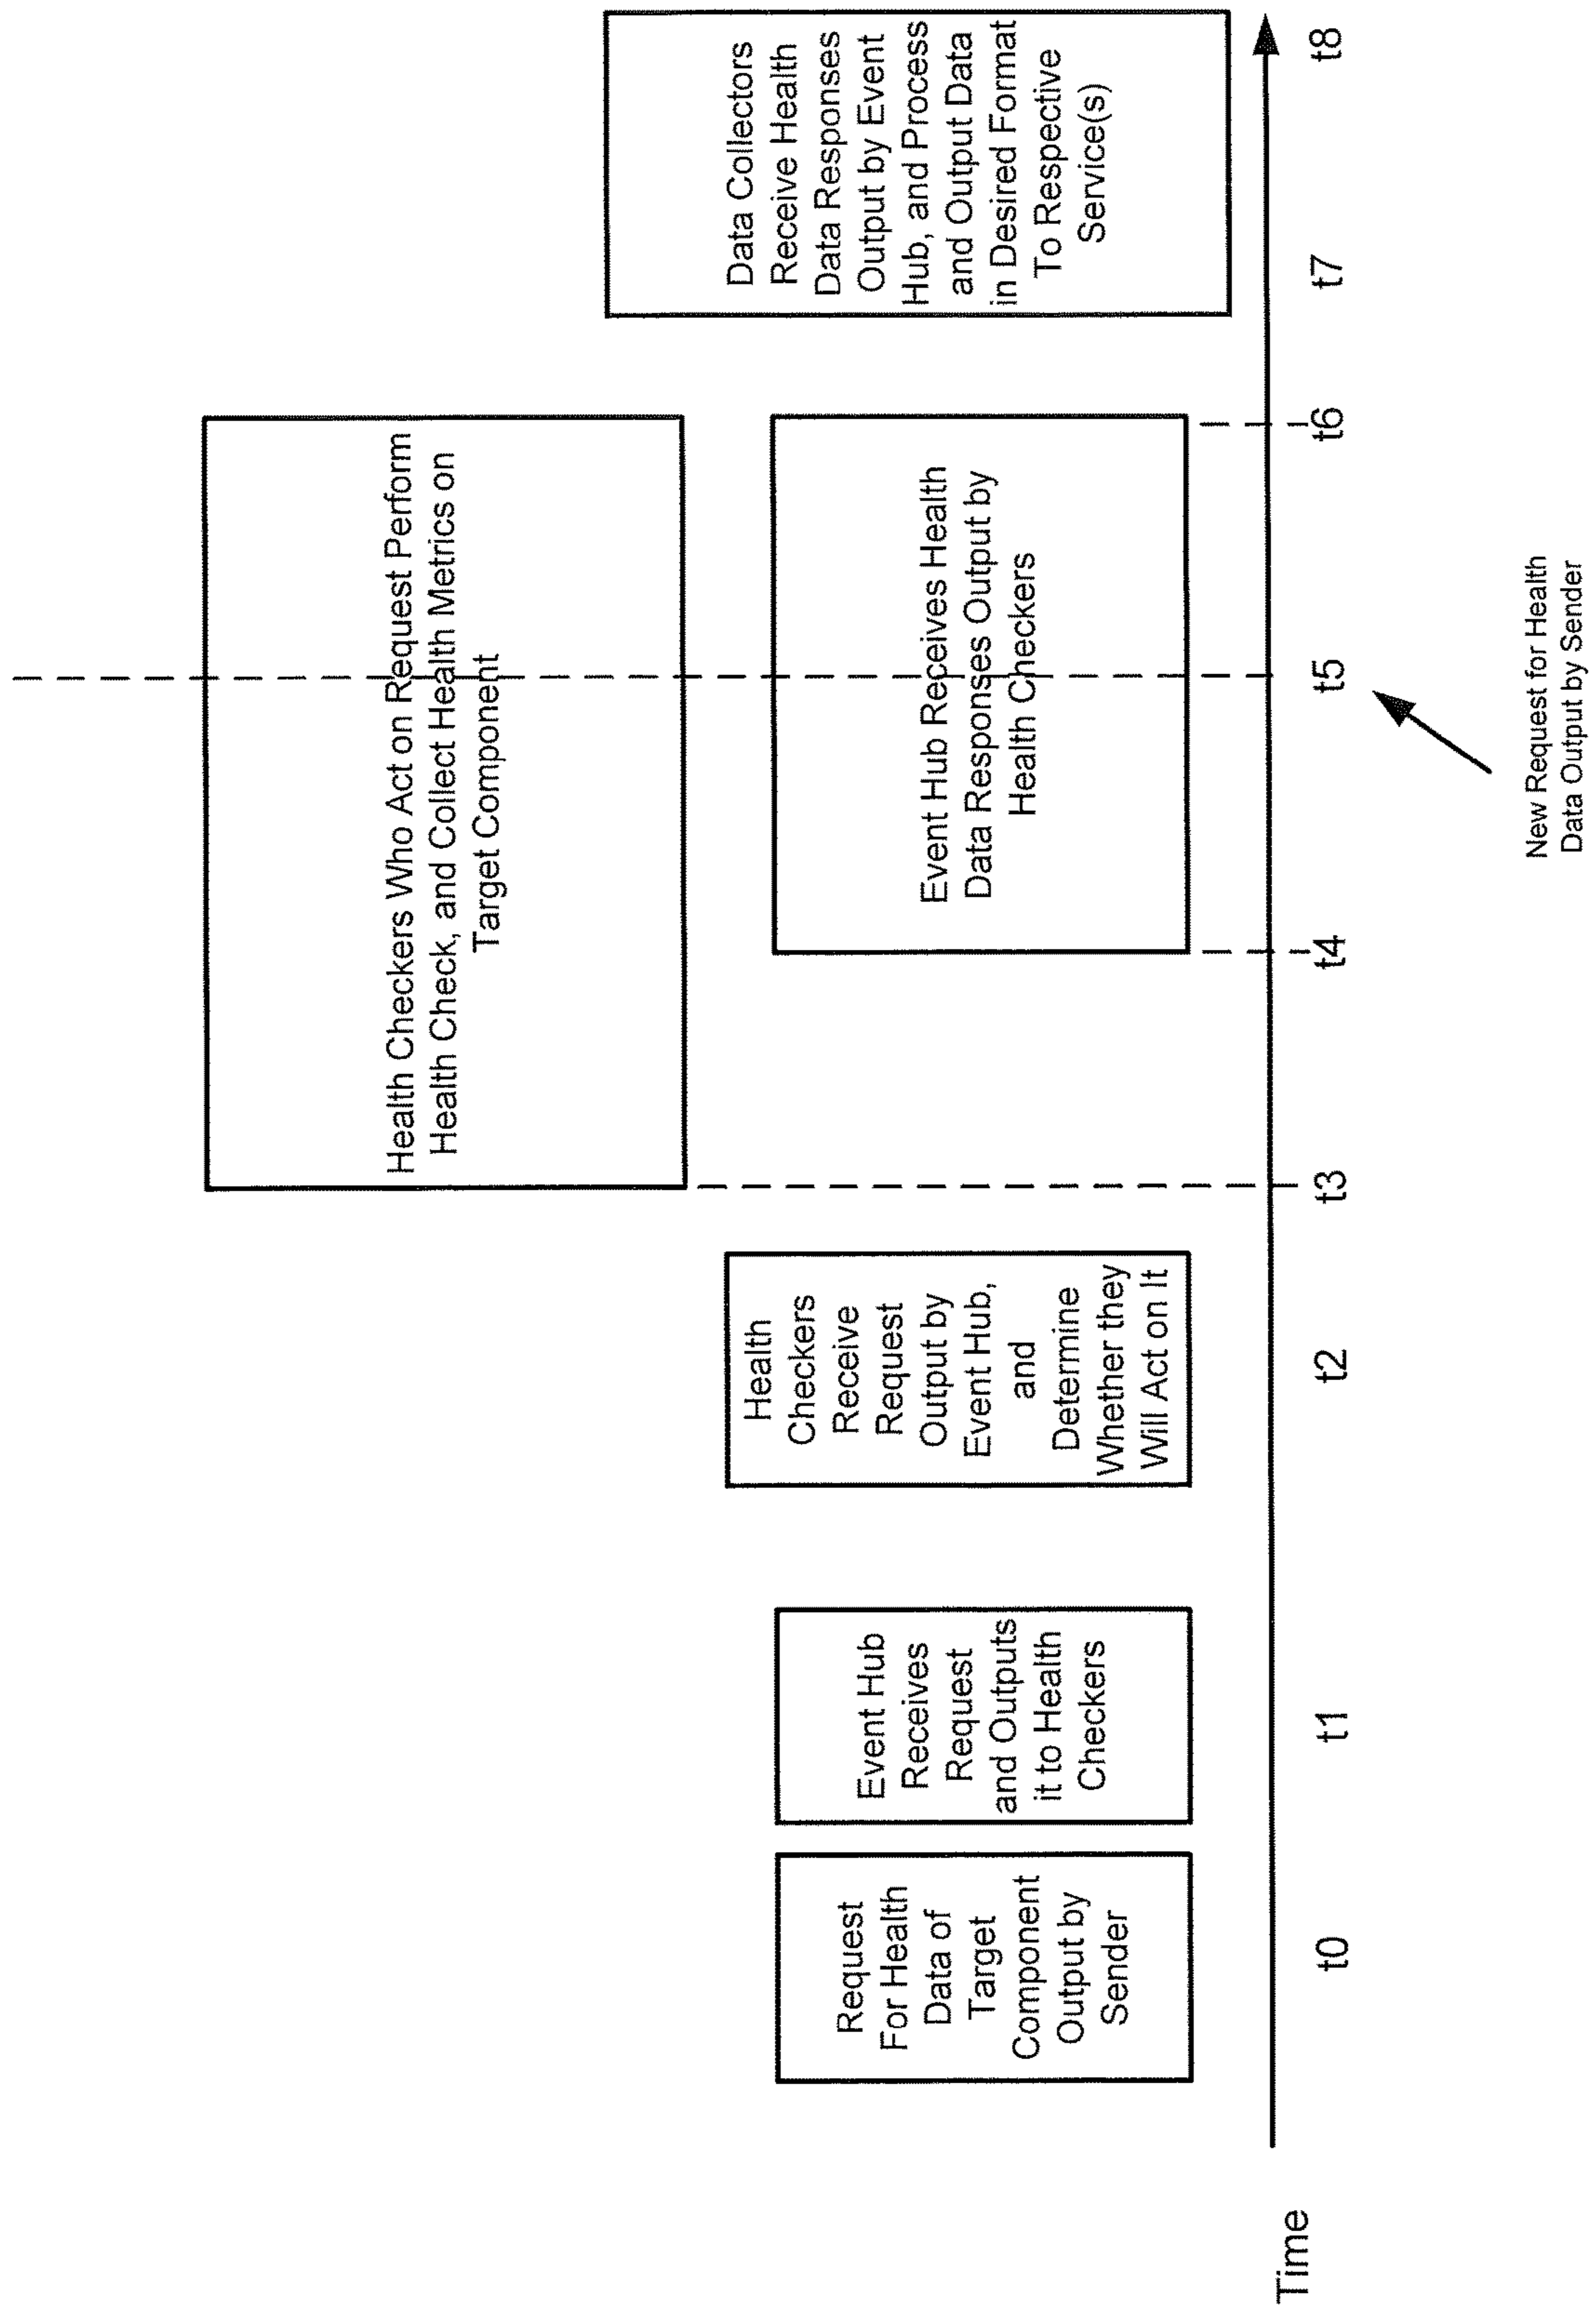 Request
For Health
Data of
Target
Component
Output by
Sender
Event Hub
Receives
Request
and Outputs
it to Health
Checkers
Health
Checkers
Receive
Request
Output by
Event Hub,
and
Determine
Whether they
Will Act on It
Health Checkers Who Act on Request Perform
Health Check, and Collect Health Metrics on
Target Component
Event Hub Receives Health
Data Responses Output by
Health Checkers
Data Collectors
Receive Health
Data Responses
Output by Event
Hub, and Process
and Output Data
in Desired Format
To Respective
Service(s)
Time
t0
t1
t2
t3
t4
t5
t6
t7
t8
New Request for Health
Data Output by Sender